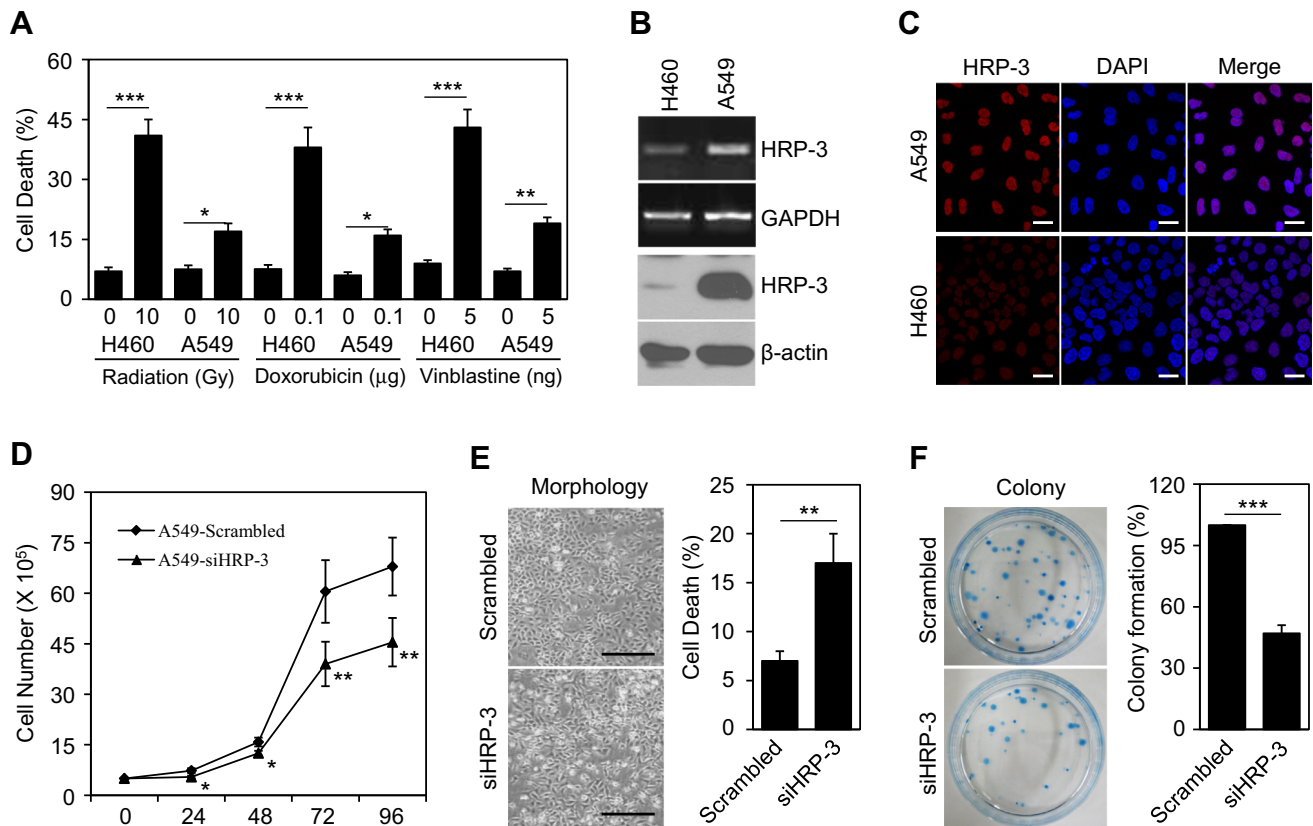 A
Cell Death (%)
60
45
30
15
0
***
*
***
*
***
**
0 10 0 10 0 0.1 0 0.1 0 5 0 5
H460 A549 H460 A549 H460 A549
Radiation (Gy) Doxorubicin (μg) Vinblastine (ng)
B
H460 A549
HRP-3
GAPDH
HRP-3
β-actin
C
HRP-3 DAPI Merge
A549
H460
D
Cell Number (X 10⁵)
90
75
60
45
30
15
0
A549-Scrambled
A549-siHRP-3
*
*
**
**
0 24 48 72 96
E
Morphology
Scrambled
siHRP-3
Cell Death (%)
25
20
15
10
5
0
**
Scrambled
siHRP-3
F
Colony
Scrambled
siHRP-3
Colony formation (%)
120
90
60
30
0
***
Scrambled
siHRP-3